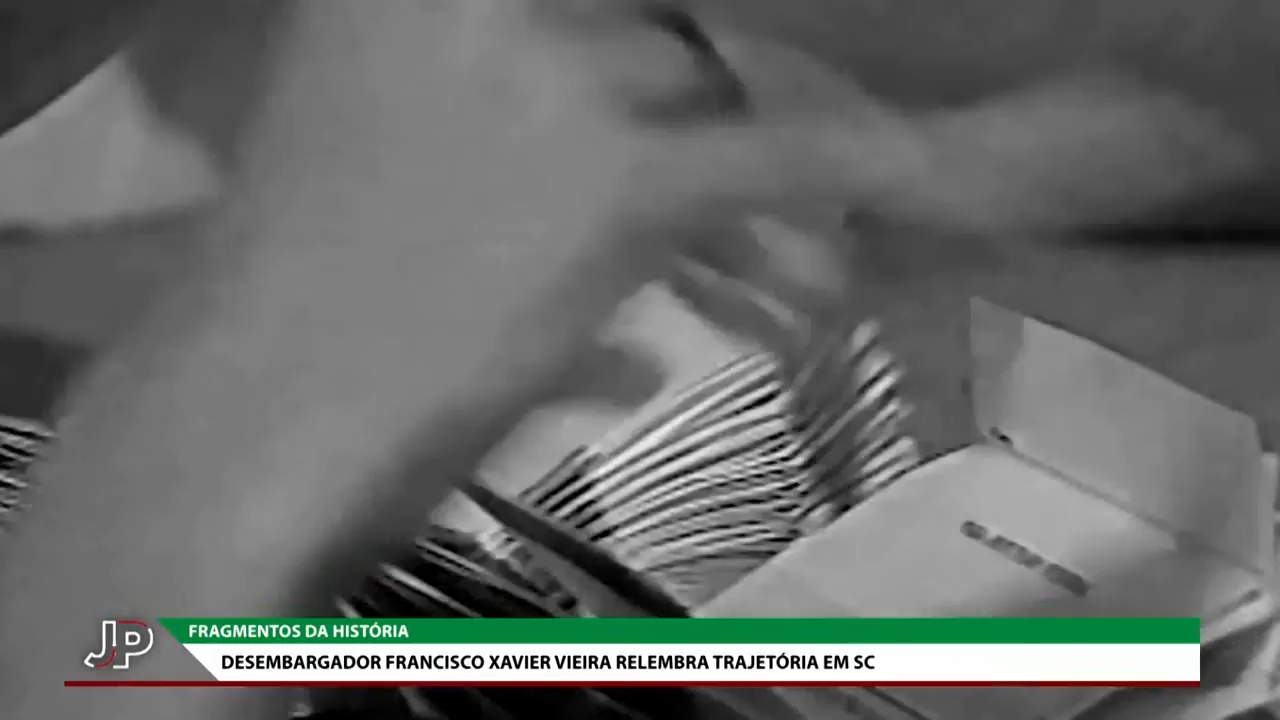 JP
FRAGMENTOS DA HISTÓRIA
DESEMBARGADOR FRANCISCO XAVIER VIEIRA RELEMBRA TRAJETÓRIA EM SC